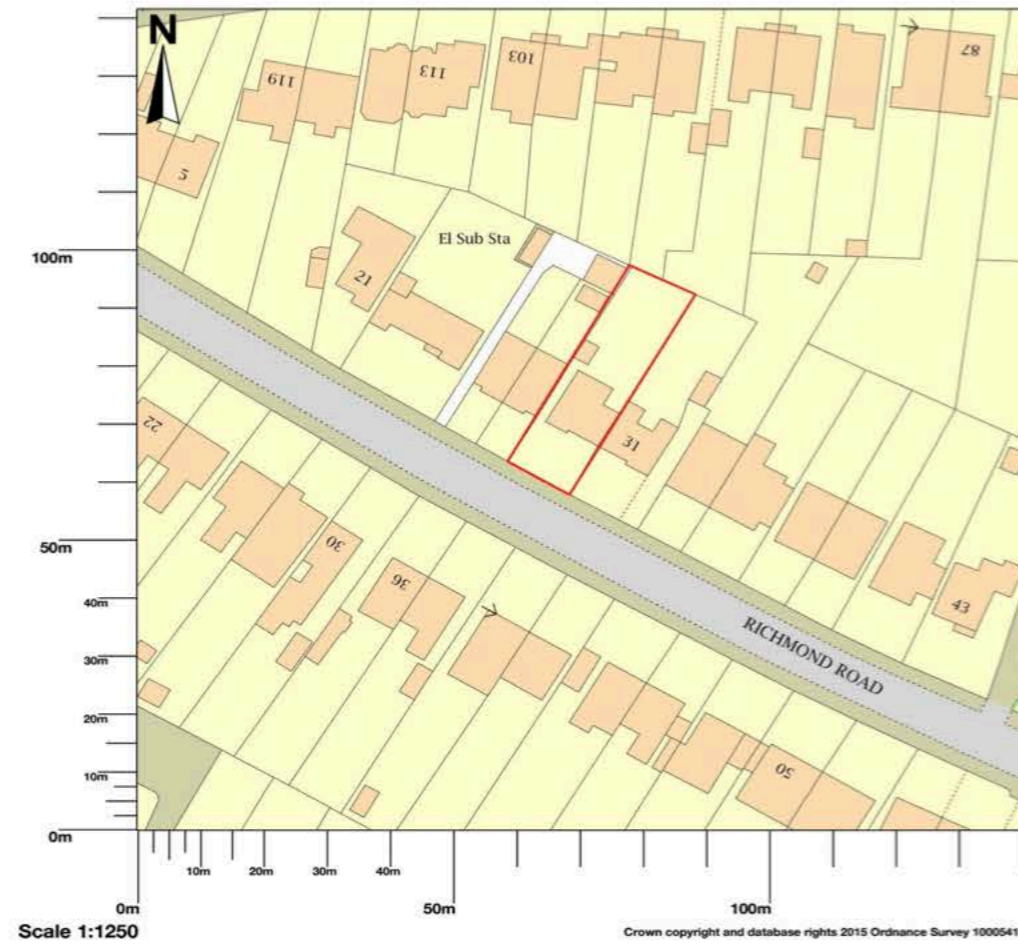 N
119
113
103
87
5
El Sub Sta
21
31
22
30
36
43
50
RICHMOND ROAD
100m
50m
40m
30m
20m
10m
0m
10m
20m
30m
40m
0m
50m
100m
Scale 1:1250
Crown copyright and database rights 2015 Ordnance Survey 1000541